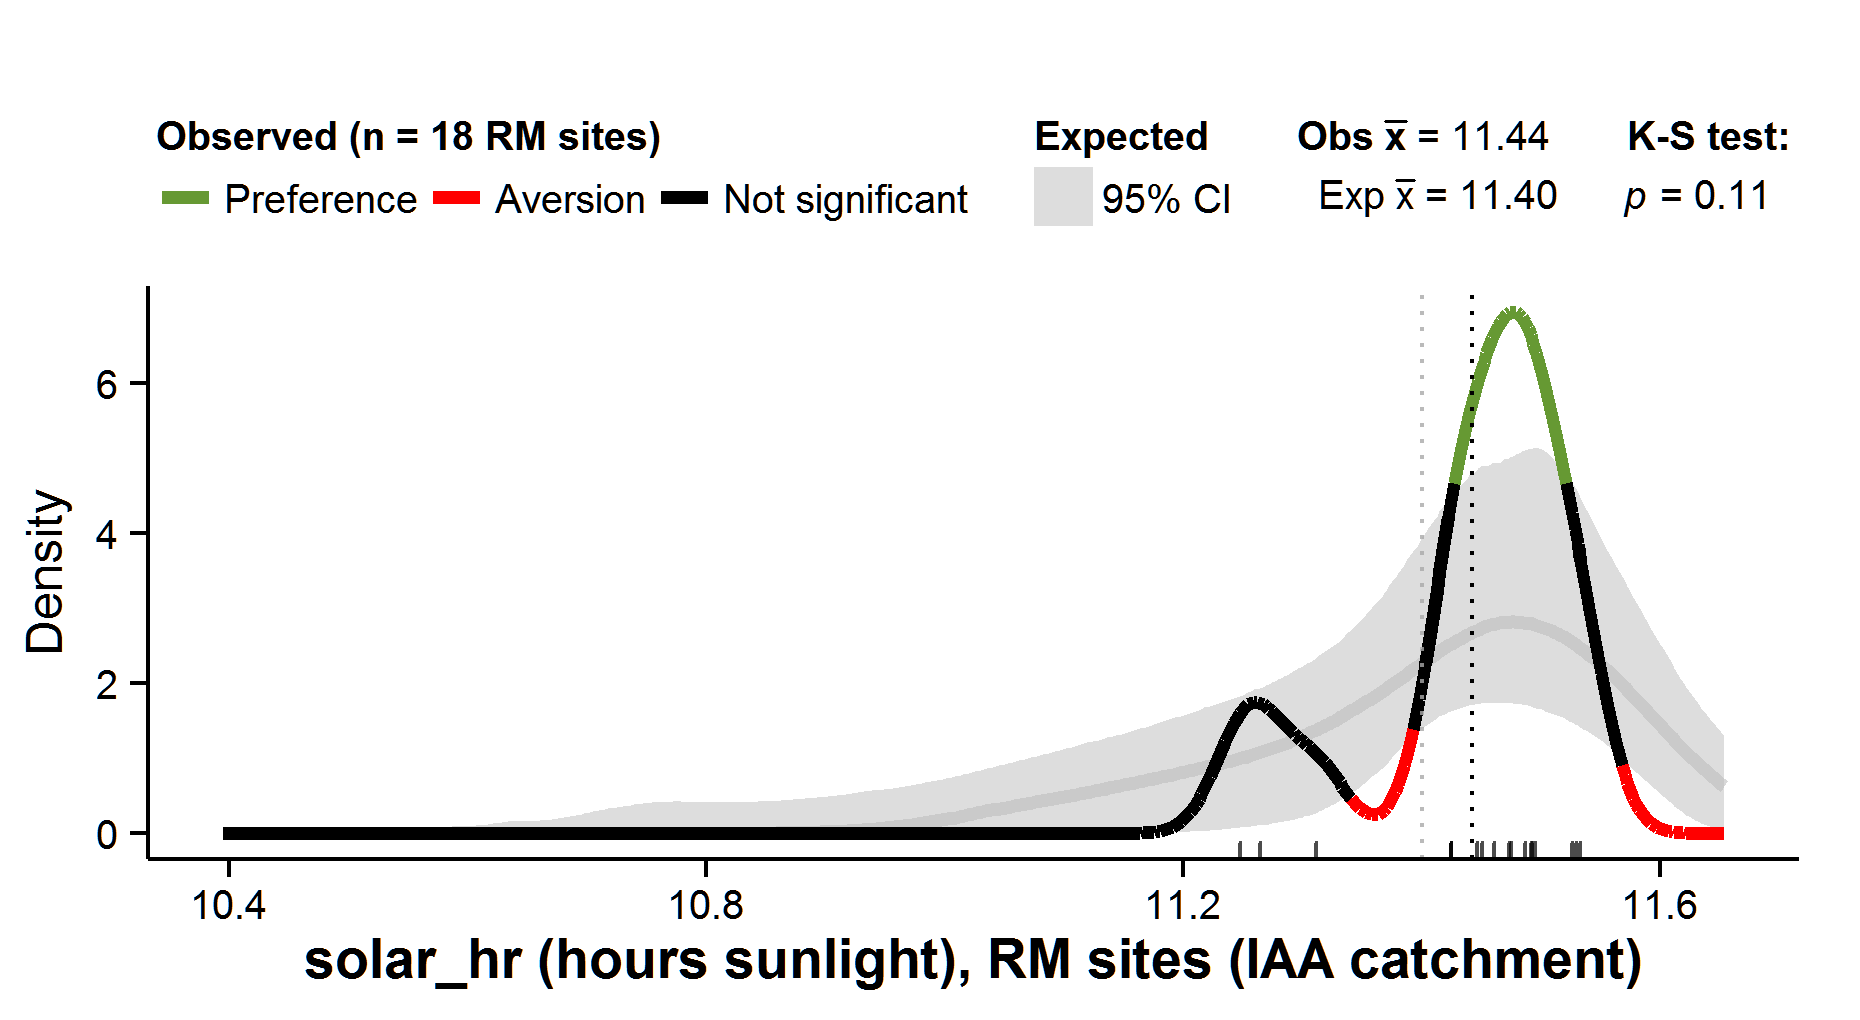 Observed (n = 18 RM sites) Expected Obs x̅ = 11.44 K-S test:
Preference Aversion Not significant 95% CI Exp x̅ = 11.40 p = 0.11
Density
6
4
2
0
10.4 10.8 11.2 11.6
solar_hr (hours sunlight), RM sites (IAA catchment)